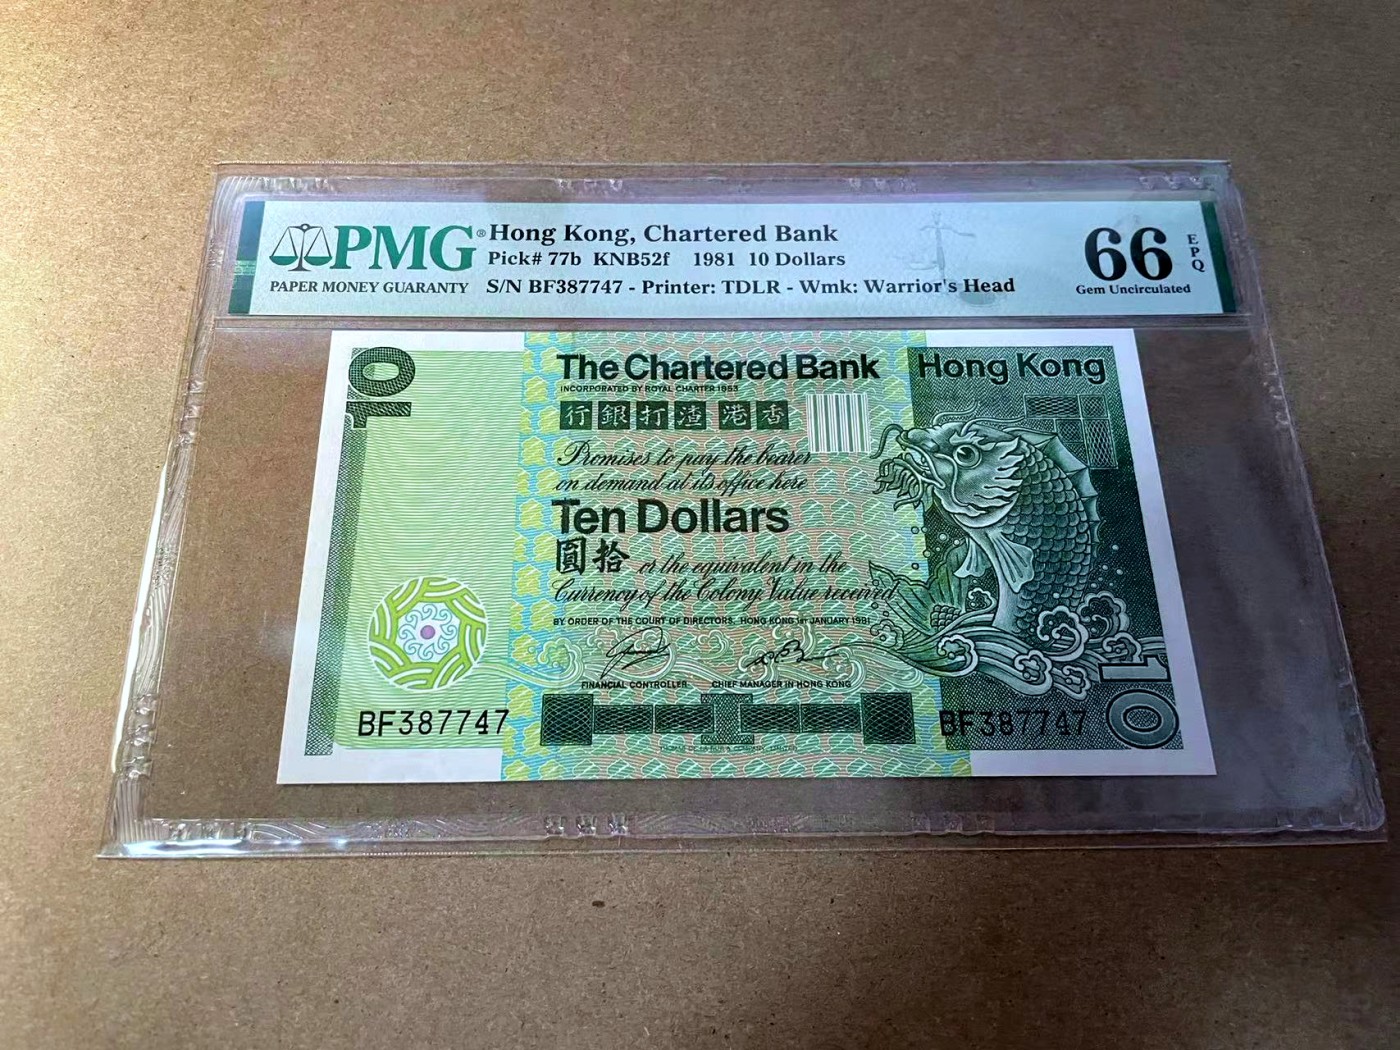 PMG®
PAPER MONEY GUARANTY
Hong Kong, Chartered Bank
Pick# 77b KNB52f 1981 10 Dollars
S/N BF387747 - Printer: TDLR - Wmk: Warrior's Head
66 EPQ
Gem Uncirculated
10
The Chartered Bank
Hong Kong
INCORPORATED BY ROYAL CHARTER 1853
行銀打渣港香
Promises to pay the bearer
on demand at its office here
Ten Dollars
圓拾 or the equivalent in the
Currency of the Colony. Value received
BY ORDER OF THE COURT OF DIRECTORS. HONG KONG 1ST JANUARY 1981
FINANCIAL CONTROLLER
CHIEF MANAGER IN HONG KONG
BF387747
BF387747
10